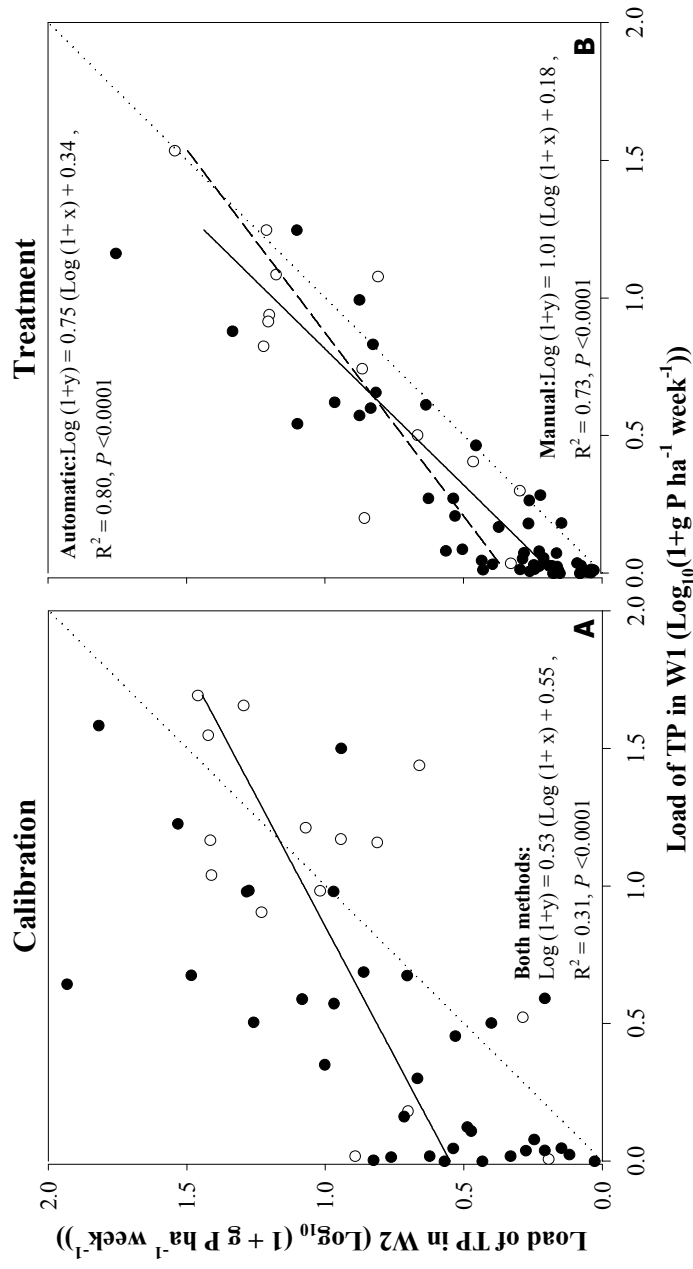 Calibration
Treatment
Load of TP in W2 (Log10 (1 + g P ha-1 week-1))
2.0
1.5
1.0
0.5
0.0
Both methods:
Log (1+y) = 0.53 (Log (1+ x) + 0.55 ,
R2 = 0.31, P <0.0001
A
0.0
0.5
1.0
1.5
2.0
Automatic:Log (1+y) = 0.75 (Log (1+ x) + 0.34 ,
R2 = 0.80, P <0.0001
Manual:Log (1+y) = 1.01 (Log (1+ x) + 0.18 ,
R2 = 0.73, P <0.0001
B
0.0
0.5
1.0
1.5
2.0
Load of TP in W1 (Log10(1+g P ha-1 week-1))